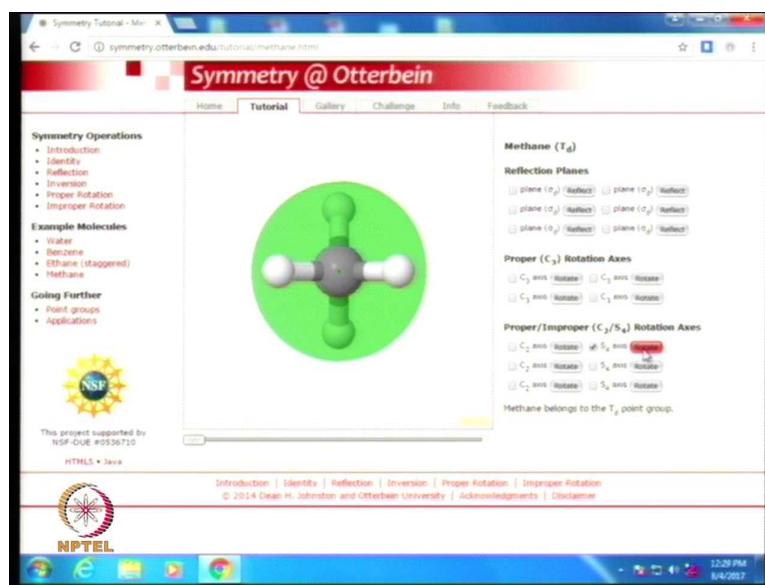 Symmetry Tutorial - Met
symmetry.otterbein.edu/tutorial/methane.html
Symmetry @ Otterbein
Home Tutorial Gallery Challenge Info Feedback
Symmetry Operations
• Introduction
• Identity
• Reflection
• Inversion
• Proper Rotation
• Improper Rotation
Example Molecules
• Water
• Benzene
• Ethane (staggered)
• Methane
Going Further
• Point groups
• Applications
NSF
This project supported by
NSF-DUE #0536710
HTML5 • Java
Methane (Td)
Reflection Planes
plane (σd) Reflect plane (σd) Reflect
plane (σd) Reflect plane (σd) Reflect
plane (σd) Reflect plane (σd) Reflect
Proper (C3) Rotation Axes
C3 axis Rotate C3 axis Rotate
C3 axis Rotate C3 axis Rotate
Proper/Improper (C2/S4) Rotation Axes
C2 axis Rotate S4 axis Rotate
C2 axis Rotate S4 axis Rotate
C2 axis Rotate S4 axis Rotate
Methane belongs to the Td point group.
Introduction | Identity | Reflection | Inversion | Proper Rotation | Improper Rotation
© 2014 Dean H. Johnston and Otterbein University | Acknowledgments | Disclaimer
NPTEL
12:29 PM
8/4/2017